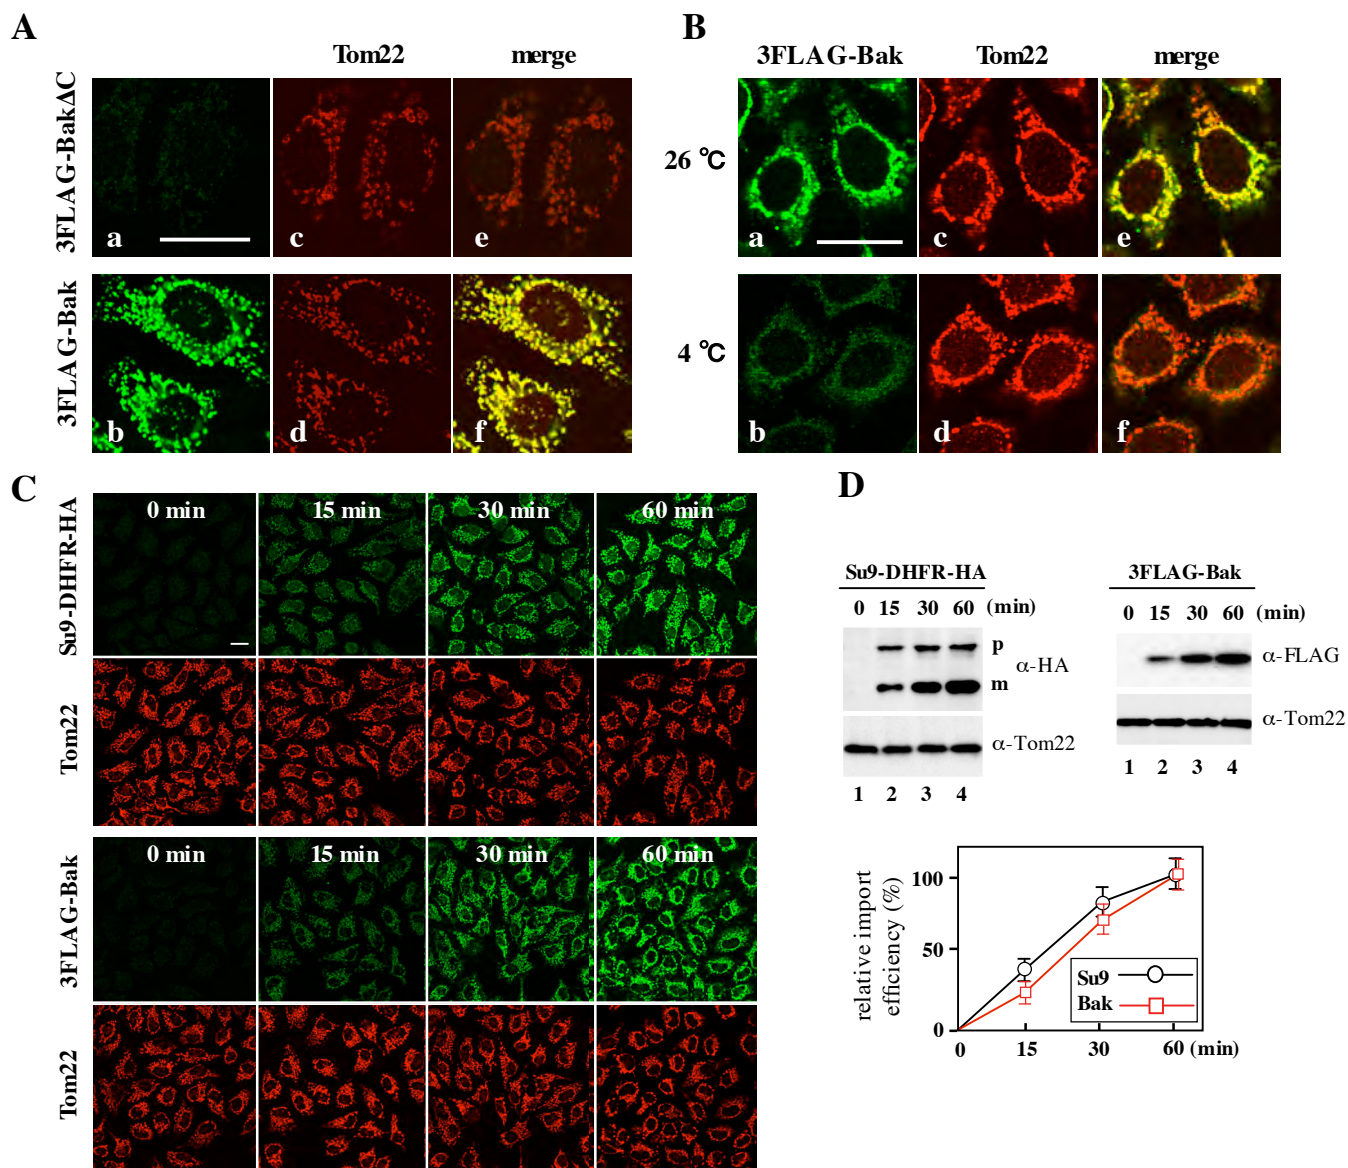 A
Tom22 merge
3FLAG-BakΔC
a c e
3FLAG-Bak
b d f
B
3FLAG-Bak Tom22 merge
26 °C
a c e
4 °C
b d f
C
Su9-DHFR-HA
0 min 15 min 30 min 60 min
Tom22
3FLAG-Bak
0 min 15 min 30 min 60 min
Tom22
D
Su9-DHFR-HA
0 15 30 60 (min)
p
α-HA
m
α-Tom22
1 2 3 4
3FLAG-Bak
0 15 30 60 (min)
α-FLAG
α-Tom22
1 2 3 4
relative import
efficiency (%)
100
50
0
Su9
Bak
0 15 30 60 (min)